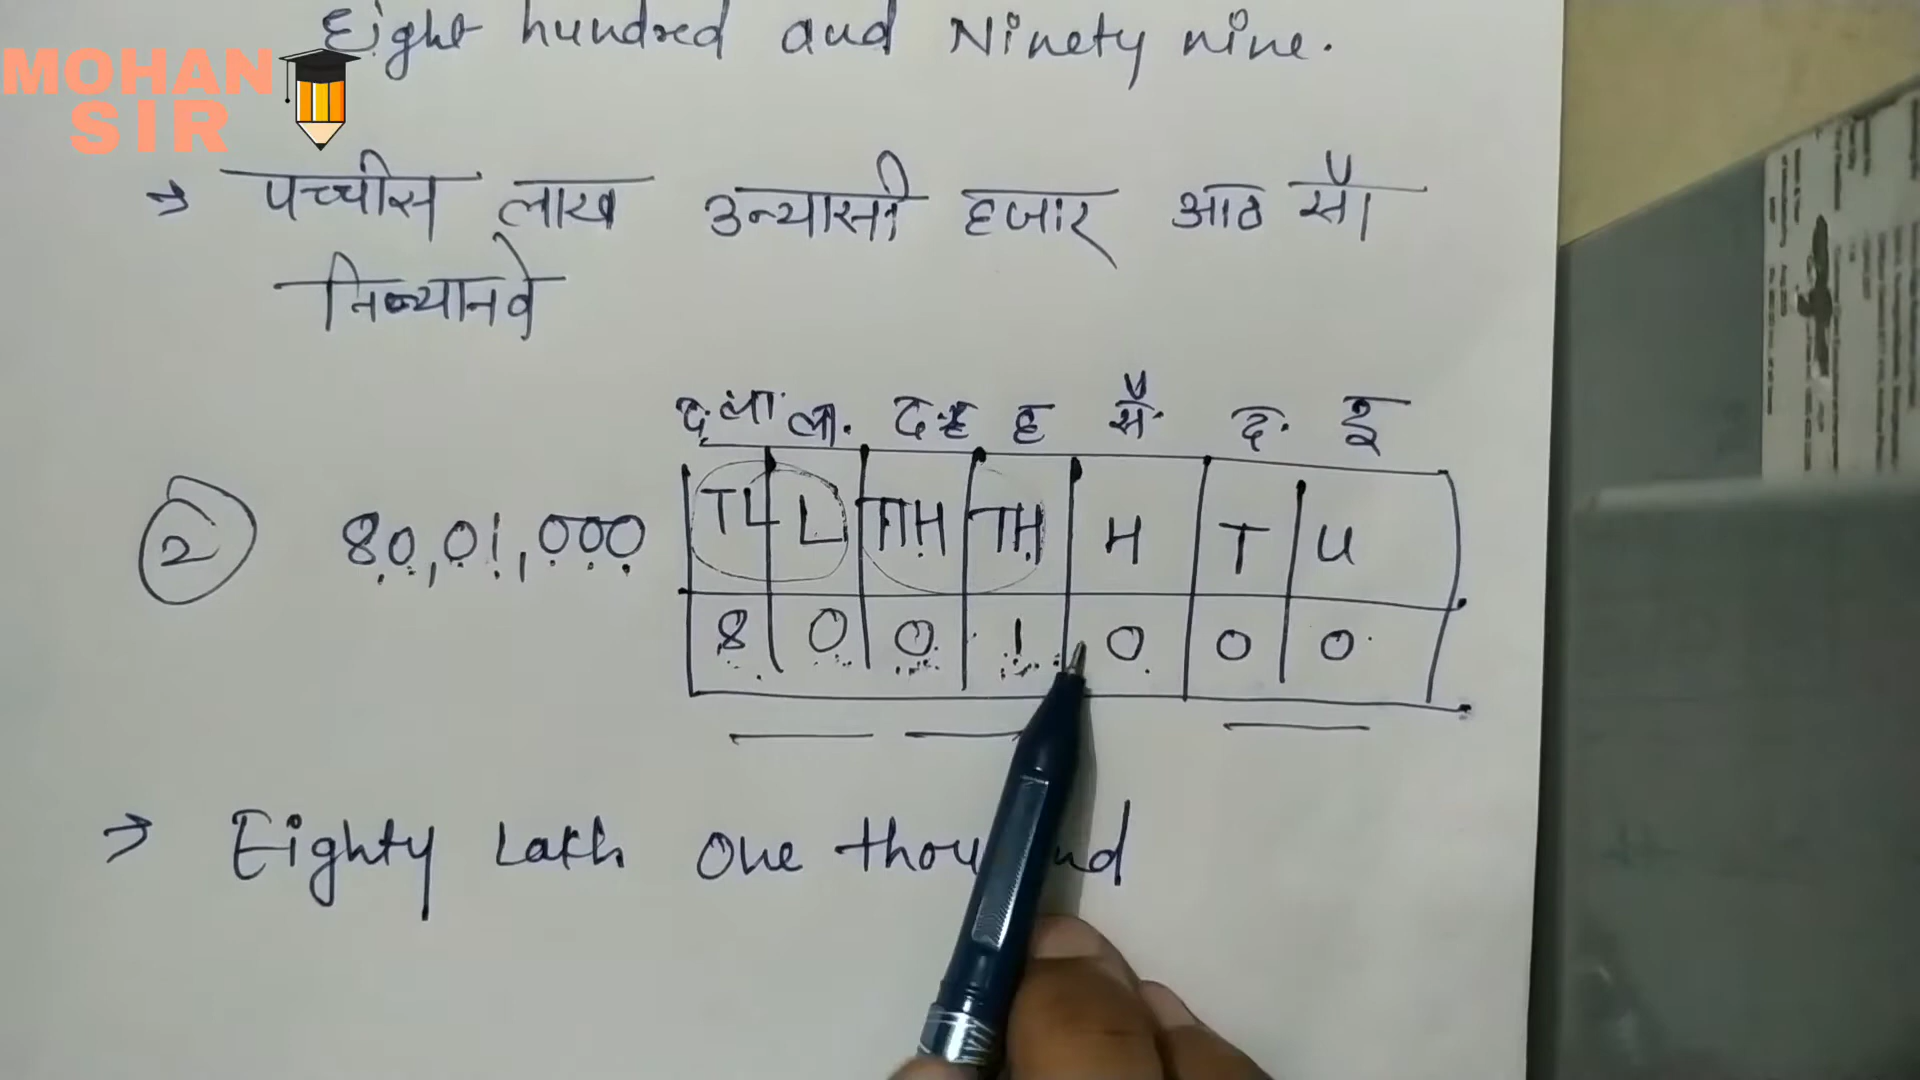 Eight hundred and Ninety nine.
MOHAN
SIR
→ पच्चीस लाख उन्यासी हजार आठ सौ
निन्यानवे
द.ला. ला. द.ह ह सै. द. ई
② 80,01,000 TL L TTH TH H T U
8 0 0 1 0 0 0
→ Eighty Lakh One thousand